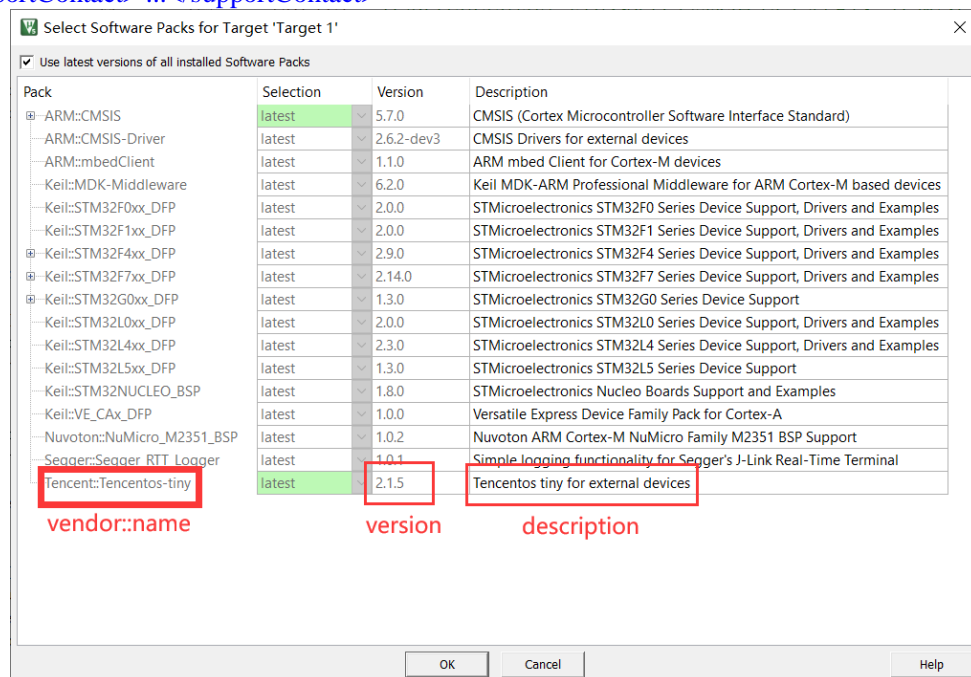 Select Software Packs for Target 'Target 1'
Use latest versions of all installed Software Packs
Pack Selection Version Description
ARM::CMSIS latest 5.7.0 CMSIS (Cortex Microcontroller Software Interface Standard)
ARM::CMSIS-Driver latest 2.6.2-dev3 CMSIS Drivers for external devices
ARM::mbedClient latest 1.1.0 ARM mbed Client for Cortex-M devices
Keil::MDK-Middleware latest 6.2.0 Keil MDK-ARM Professional Middleware for ARM Cortex-M based devices
Keil::STM32F0xx_DFP latest 2.0.0 STMicroelectronics STM32F0 Series Device Support, Drivers and Examples
Keil::STM32F1xx_DFP latest 2.0.0 STMicroelectronics STM32F1 Series Device Support, Drivers and Examples
Keil::STM32F4xx_DFP latest 2.9.0 STMicroelectronics STM32F4 Series Device Support, Drivers and Examples
Keil::STM32F7xx_DFP latest 2.14.0 STMicroelectronics STM32F7 Series Device Support, Drivers and Examples
Keil::STM32G0xx_DFP latest 1.3.0 STMicroelectronics STM32G0 Series Device Support
Keil::STM32L0xx_DFP latest 2.0.0 STMicroelectronics STM32L0 Series Device Support, Drivers and Examples
Keil::STM32L4xx_DFP latest 2.3.0 STMicroelectronics STM32L4 Series Device Support, Drivers and Examples
Keil::STM32L5xx_DFP latest 1.3.0 STMicroelectronics STM32L5 Series Device Support
Keil::STM32NUCLEO_BSP latest 1.8.0 STMicroelectronics Nucleo Boards Support and Examples
Keil::VE_CAx_DFP latest 1.0.0 Versatile Express Device Family Pack for Cortex-A
Nuvoton::NuMicro_M2351_BSP latest 1.0.2 Nuvoton ARM Cortex-M NuMicro Family M2351 BSP Support
Segger::Segger_RTT_Logger latest 1.0.1 Simple logging functionality for Segger's J-Link Real-Time Terminal
Tencent::Tencentos-tiny latest 2.1.5 Tencentos tiny for external devices
vendor::name version description
OK Cancel Help